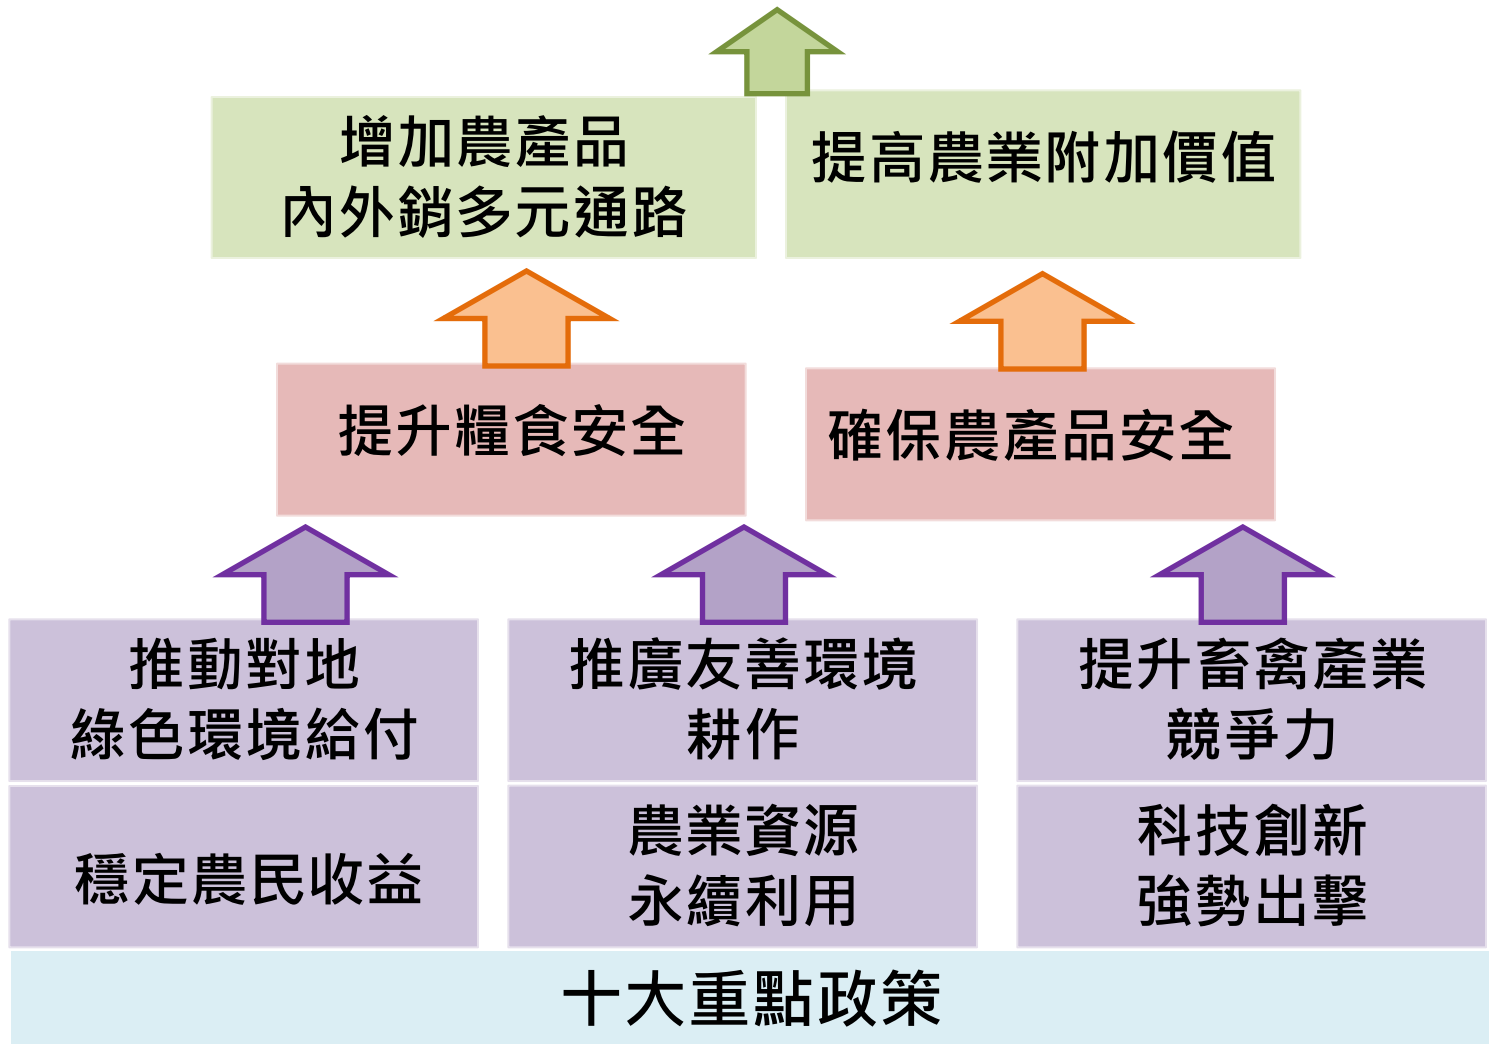 增加農產品
內外銷多元通路
提高農業附加價值
提升糧食安全
確保農產品安全
推動對地
綠色環境給付
推廣友善環境
耕作
提升畜禽產業
競爭力
穩定農民收益
農業資源
永續利用
科技創新
強勢出擊
十大重點政策